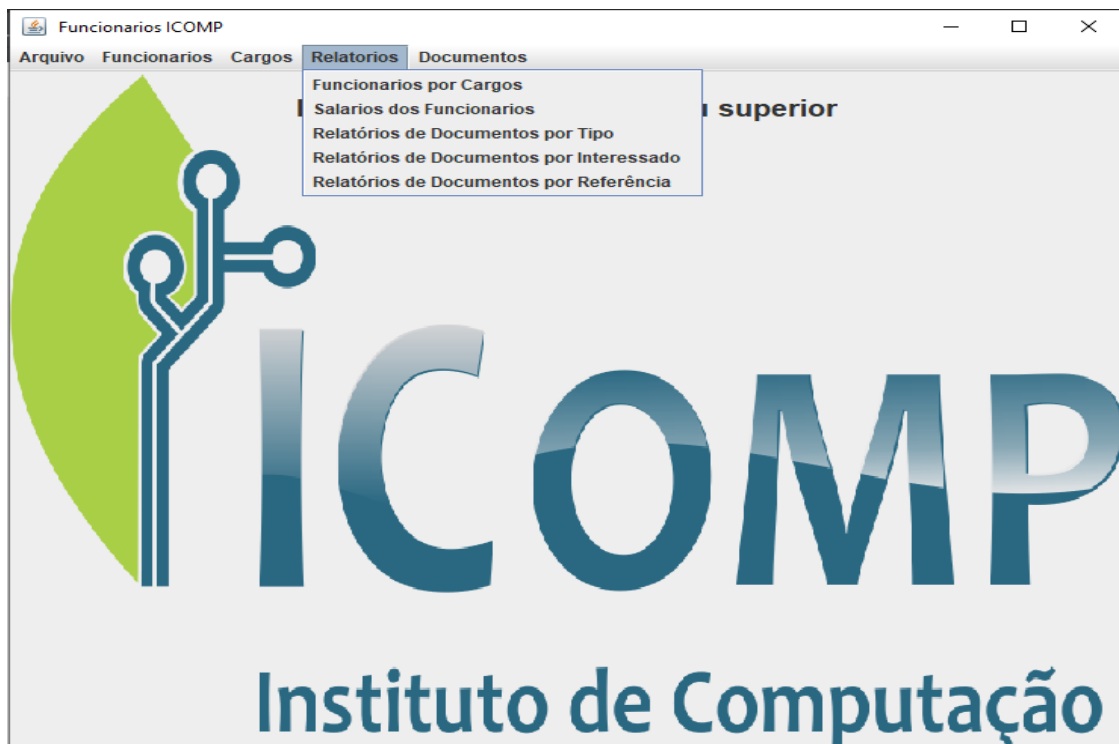 Funcionarios ICOMP
Arquivo Funcionarios Cargos Relatorios Documentos
Funcionarios por Cargos
Salarios dos Funcionarios
Relatórios de Documentos por Tipo
Relatórios de Documentos por Interessado
Relatórios de Documentos por Referência
superior
ICOMP
Instituto de Computação